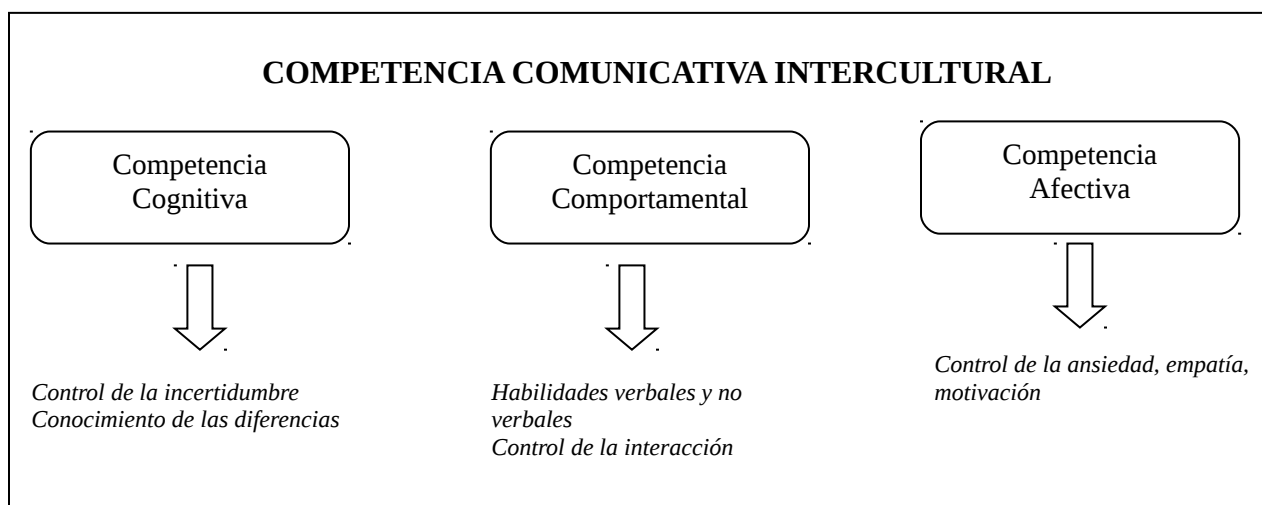 COMPETENCIA COMUNICATIVA INTERCULTURAL
Competencia
Cognitiva
Competencia
Comportamental
Competencia
Afectiva
Control de la incertidumbre
Conocimiento de las diferencias
Habilidades verbales y no
verbales
Control de la interacción
Control de la ansiedad, empatía,
motivación